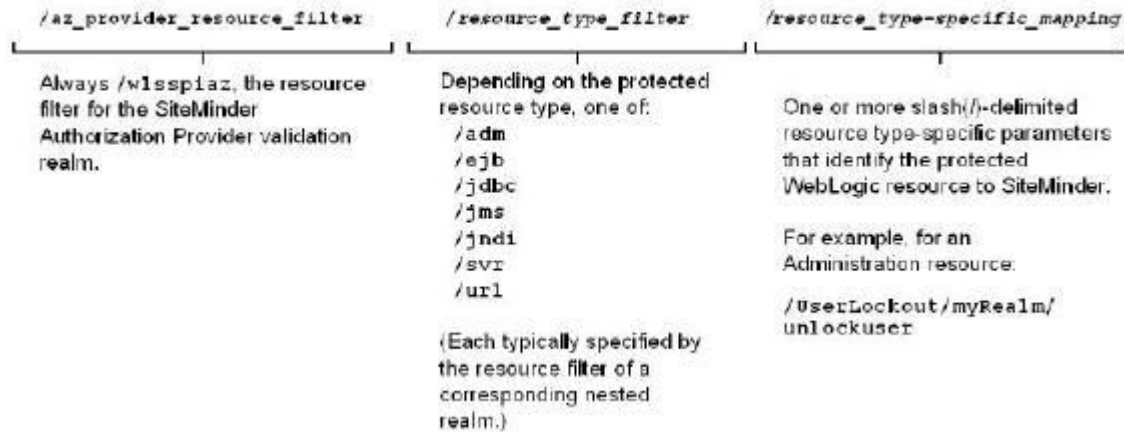 /az_provider_resource_filter
/resource_type_filter
/resource_type-specific_mapping
Always /wlsspiaz, the resource
filter for the SiteMinder
Authorization Provider validation
realm.
Depending on the protected
resource type, one of:
/adm
/ejb
/jdbc
/jms
/jndi
/svr
/url
(Each typically specified by
the resource filter of a
corresponding nested
realm.)
One or more slash(/)-delimited
resource type-specific parameters
that identify the protected
WebLogic resource to SiteMinder.
For example, for an
Administration resource:
/UserLockout/myRealm/
unlockuser